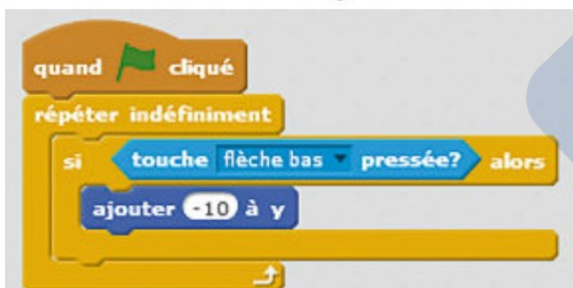 quand cliqué
répéter indéfiniment
si touche flèche bas pressée? alors
ajouter -10 à y